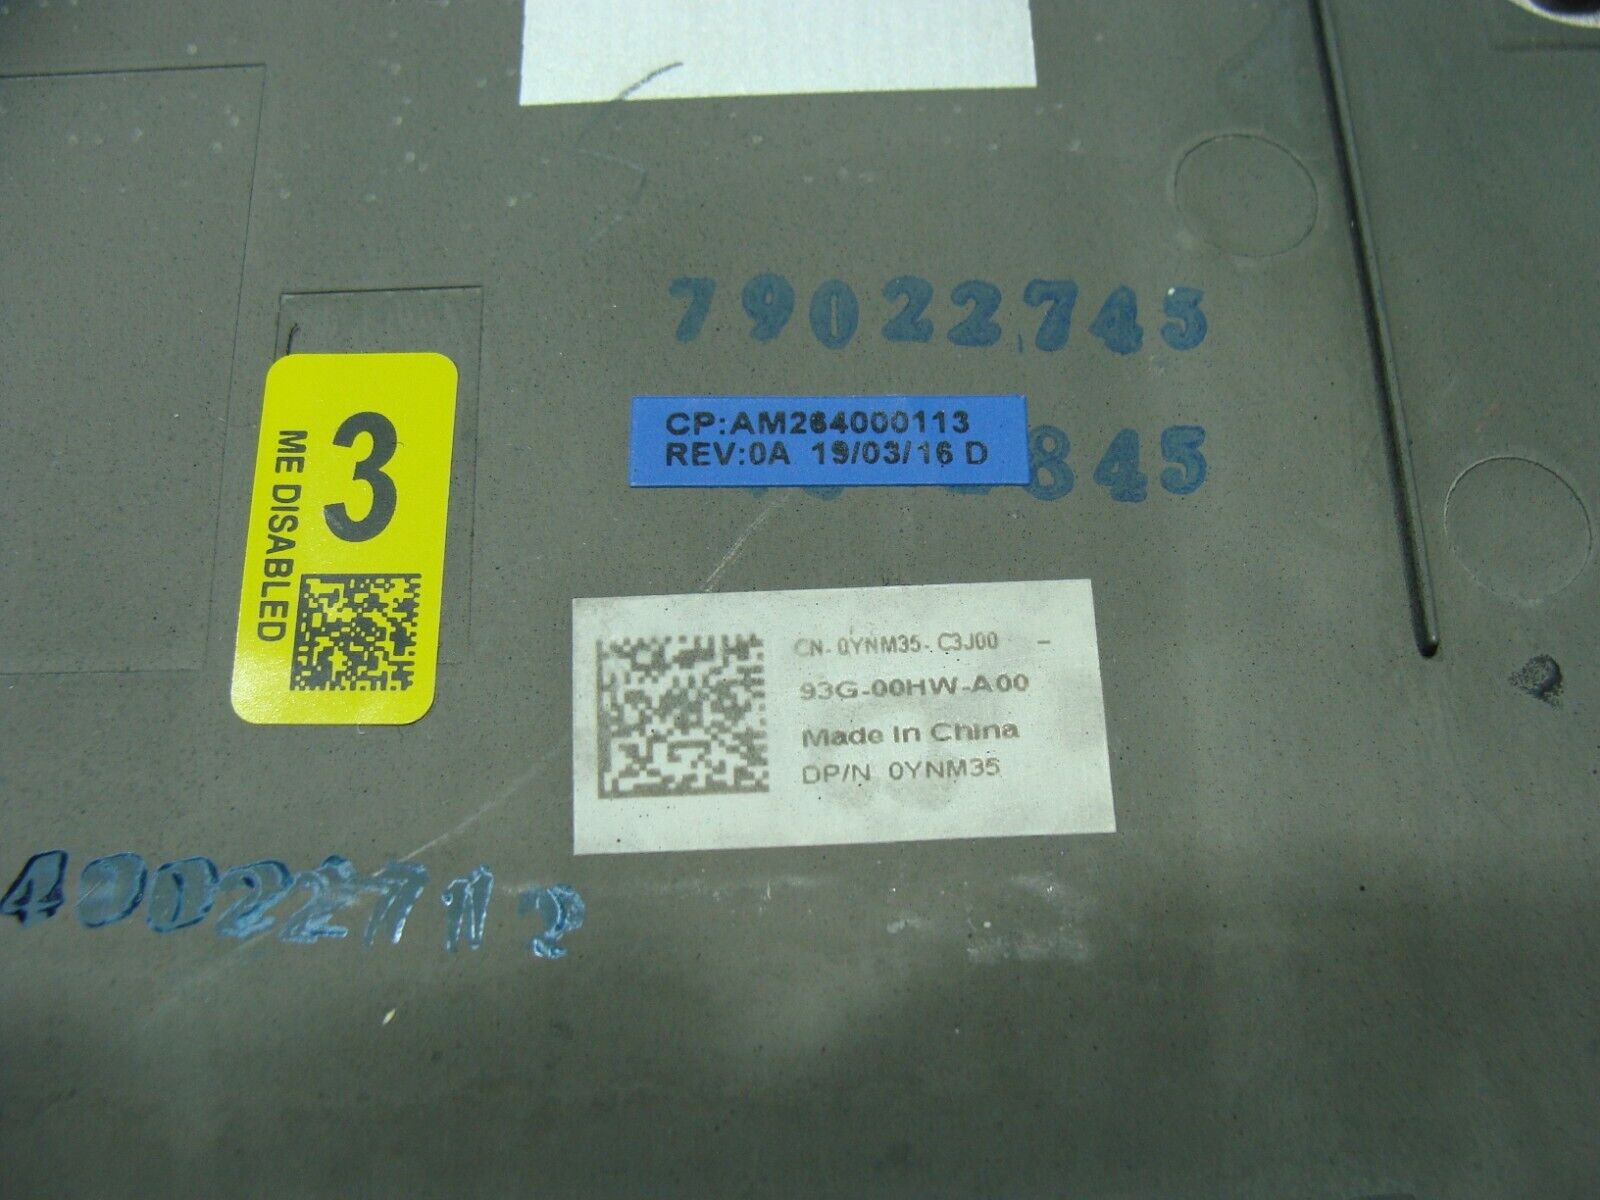 79022745
CP:AM264000113
REV:0A 19/03/16 D
845
3
ME DISABLED
CN-0YNM35-C3J00 -
93G-00HW-A00
Made In China
DP/N 0YNM35